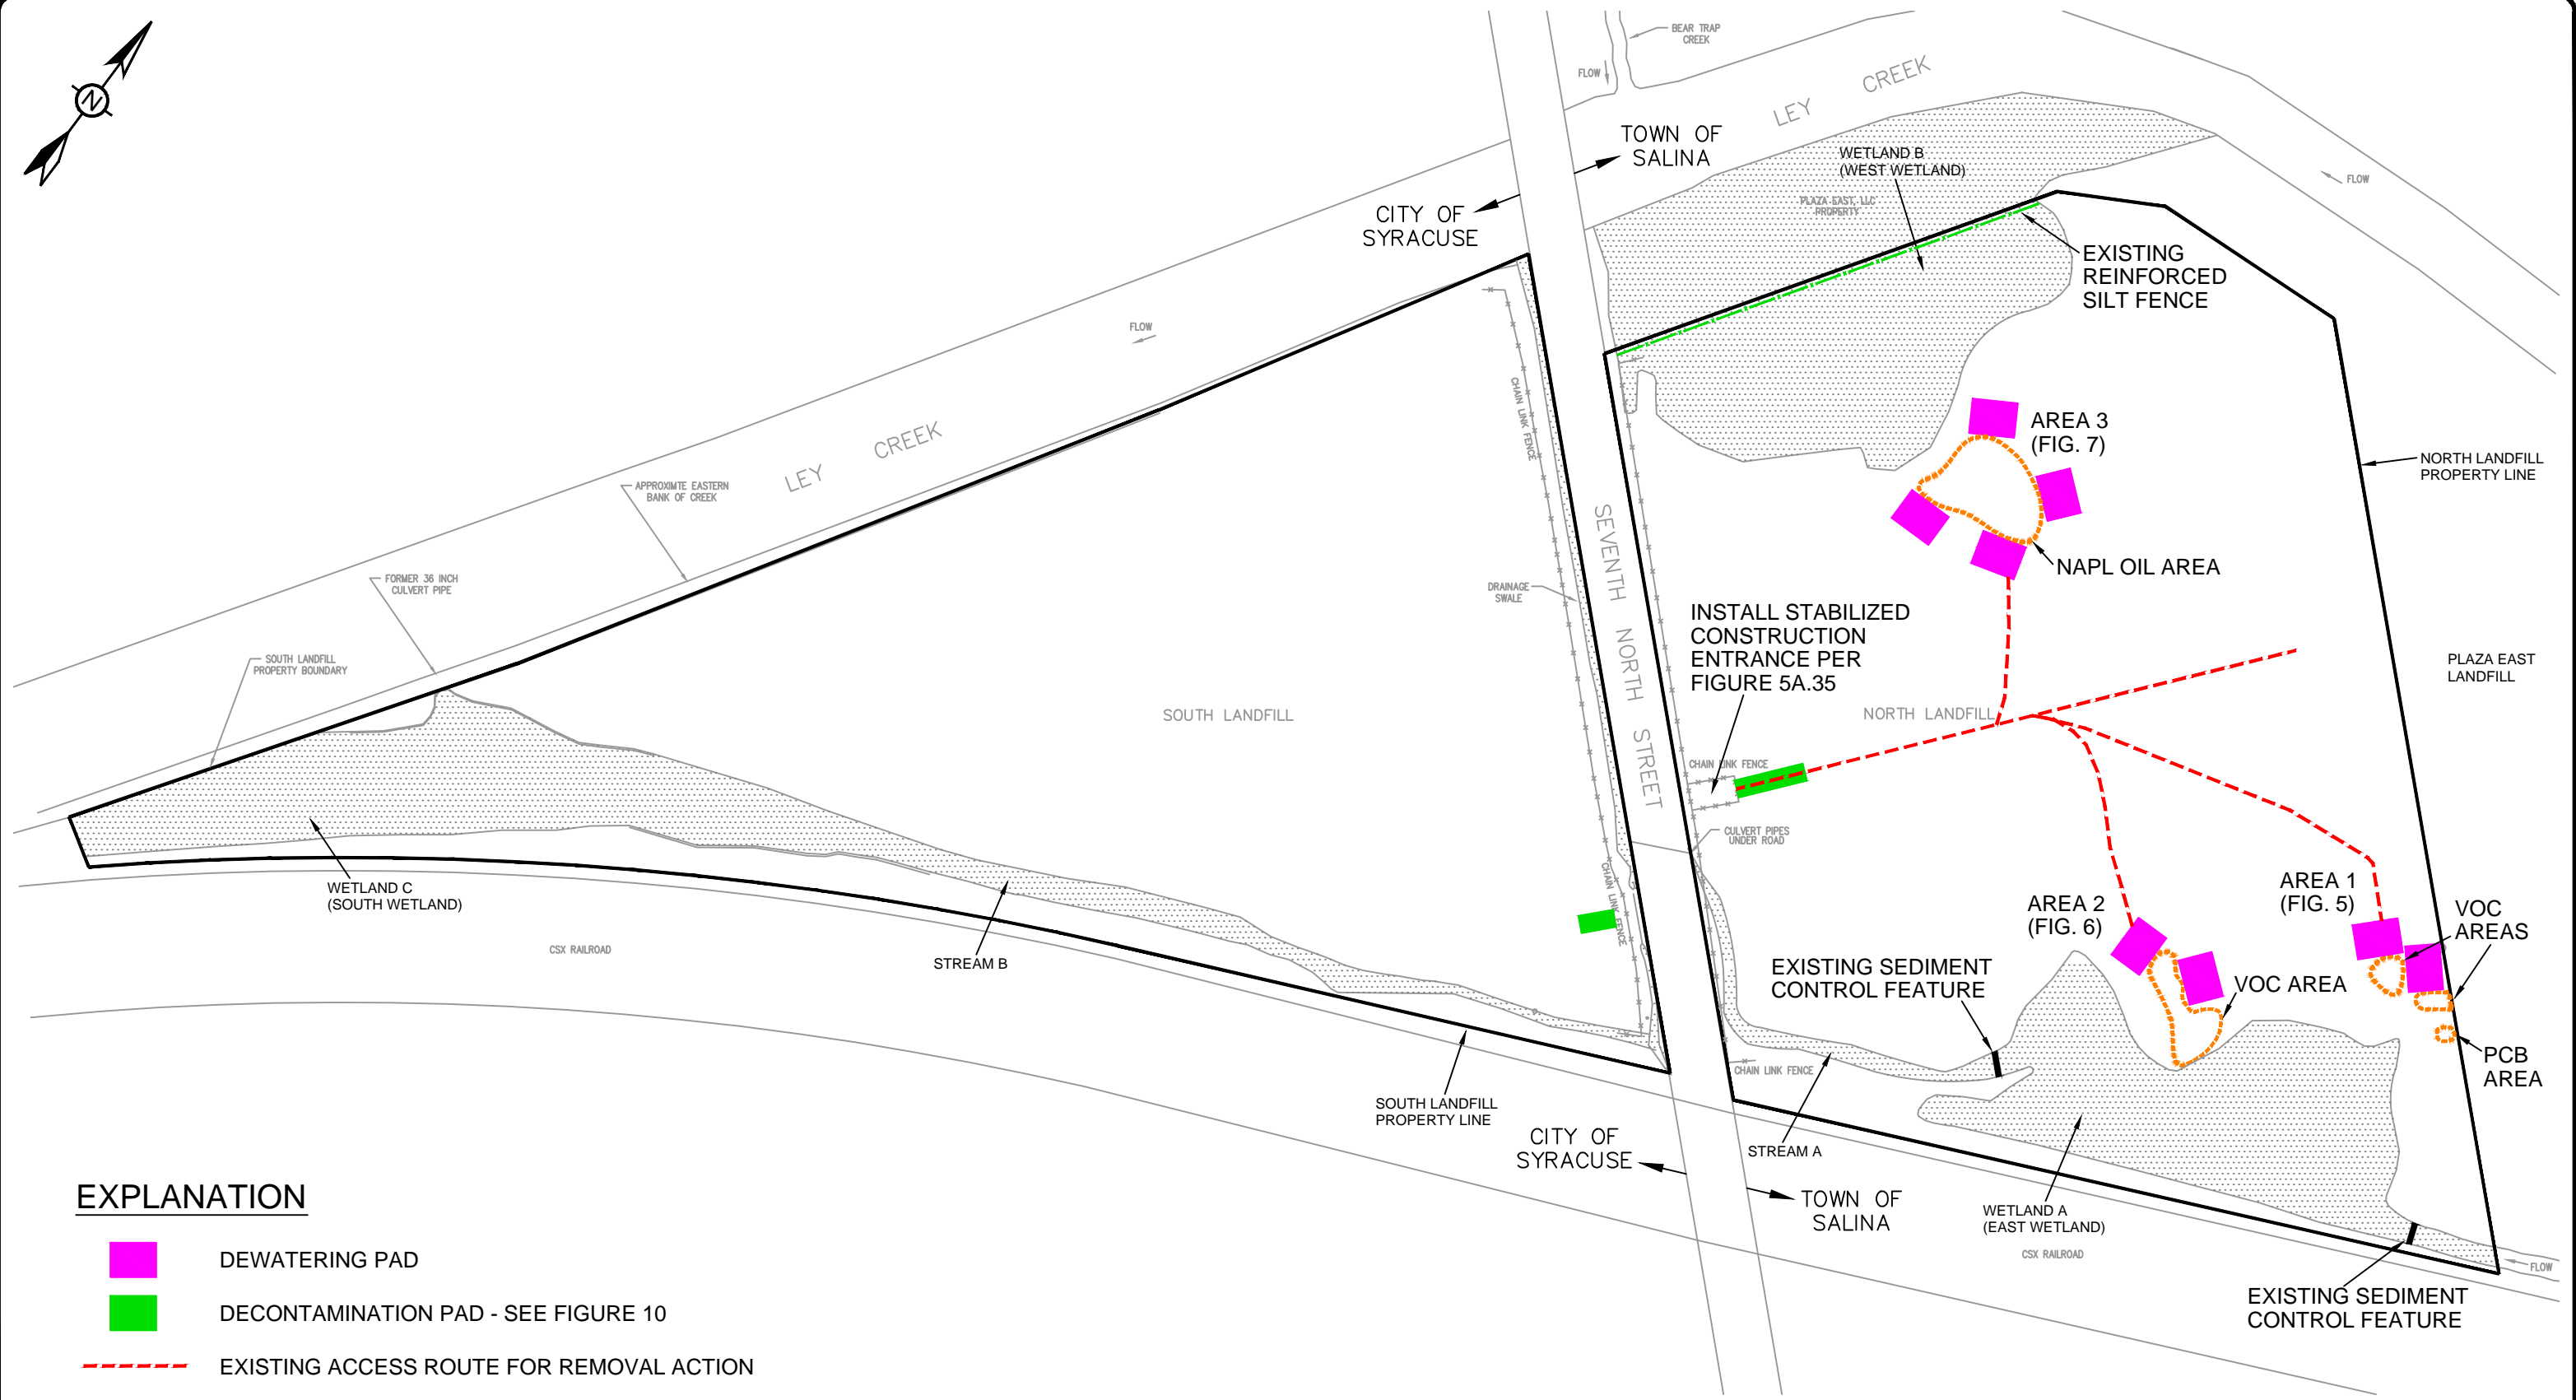 N
BEAR TRAP
CREEK
FLOW
LEY CREEK
TOWN OF
SALINA
CITY OF
SYRACUSE
WETLAND B
(WEST WETLAND)
PLAZA EAST, LLC
PROPERTY
FLOW
EXISTING
REINFORCED
SILT FENCE
FLOW
LEY CREEK
CHAIN LINK FENCE
APPROXIMTE EASTERN
BANK OF CREEK
FORMER 36 INCH
CULVERT PIPE
SOUTH LANDFILL
PROPERTY BOUNDARY
AREA 3
(FIG. 7)
NORTH LANDFILL
PROPERTY LINE
NAPL OIL AREA
DRAINAGE
SWALE
SEVENTH NORTH STREET
INSTALL STABILIZED
CONSTRUCTION
ENTRANCE PER
FIGURE 5A.35
PLAZA EAST
LANDFILL
SOUTH LANDFILL
NORTH LANDFILL
CHAIN LINK FENCE
CULVERT PIPES
UNDER ROAD
CHAIN LINK FENCE
WETLAND C
(SOUTH WETLAND)
CSX RAILROAD
STREAM B
AREA 2
(FIG. 6)
AREA 1
(FIG. 5)
VOC
AREAS
EXISTING SEDIMENT
CONTROL FEATURE
VOC AREA
PCB
AREA
CHAIN LINK FENCE
SOUTH LANDFILL
PROPERTY LINE
CITY OF
SYRACUSE
STREAM A
TOWN OF
SALINA
WETLAND A
(EAST WETLAND)
CSX RAILROAD
FLOW
EXISTING SEDIMENT
CONTROL FEATURE
EXPLANATION
DEWATERING PAD
DECONTAMINATION PAD - SEE FIGURE 10
EXISTING ACCESS ROUTE FOR REMOVAL ACTION